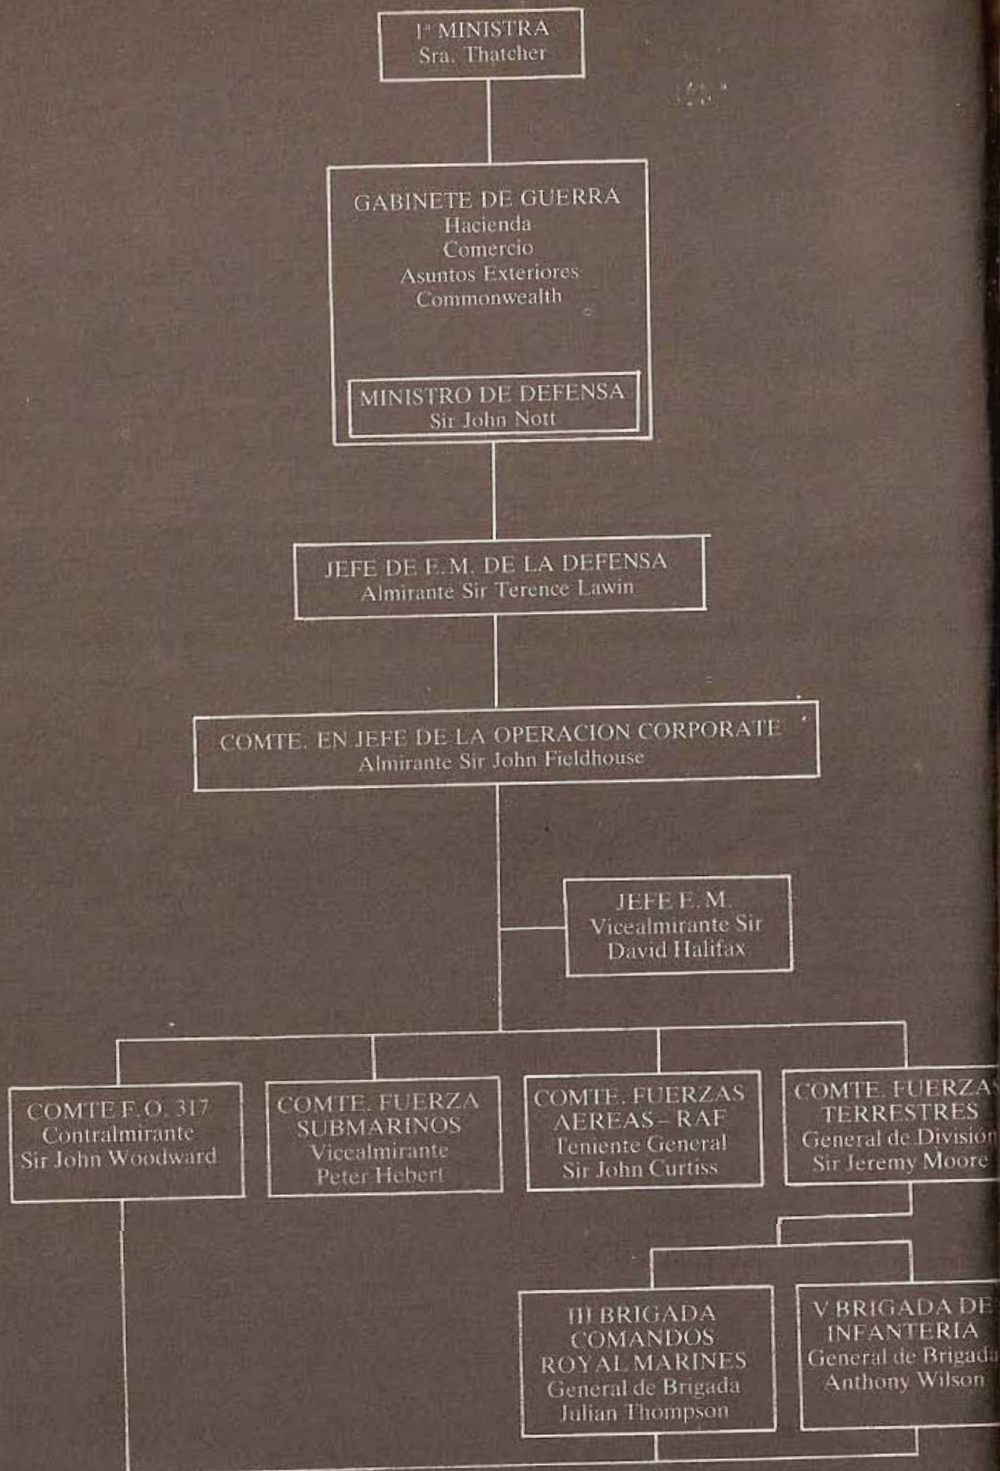 1ª MINISTRA
Sra. Thatcher
GABINETE DE GUERRA
Hacienda
Comercio
Asuntos Exteriores
Commonwealth
MINISTRO DE DEFENSA
Sir John Nott
JEFE DE E.M. DE LA DEFENSA
Almirante Sir Terence Lawin
COMTE. EN JEFE DE LA OPERACION CORPORATE
Almirante Sir John Fieldhouse
JEFE E. M.
Vicealmirante Sir
David Halifax
COMTE F. O. 317
Contralmirante
Sir John Woodward
COMTE. FUERZA
SUBMARINOS
Vicealmirante
Peter Hebert
COMTE. FUERZAS
AEREAS – RAF
Teniente General
Sir John Curtiss
COMTE. FUERZAS
TERRESTRES
General de División
Sir Jeremy Moore
III BRIGADA
COMANDOS
ROYAL MARINES
General de Brigada
Julian Thompson
V BRIGADA DE
INFANTERIA
General de Brigada
Anthony Wilson